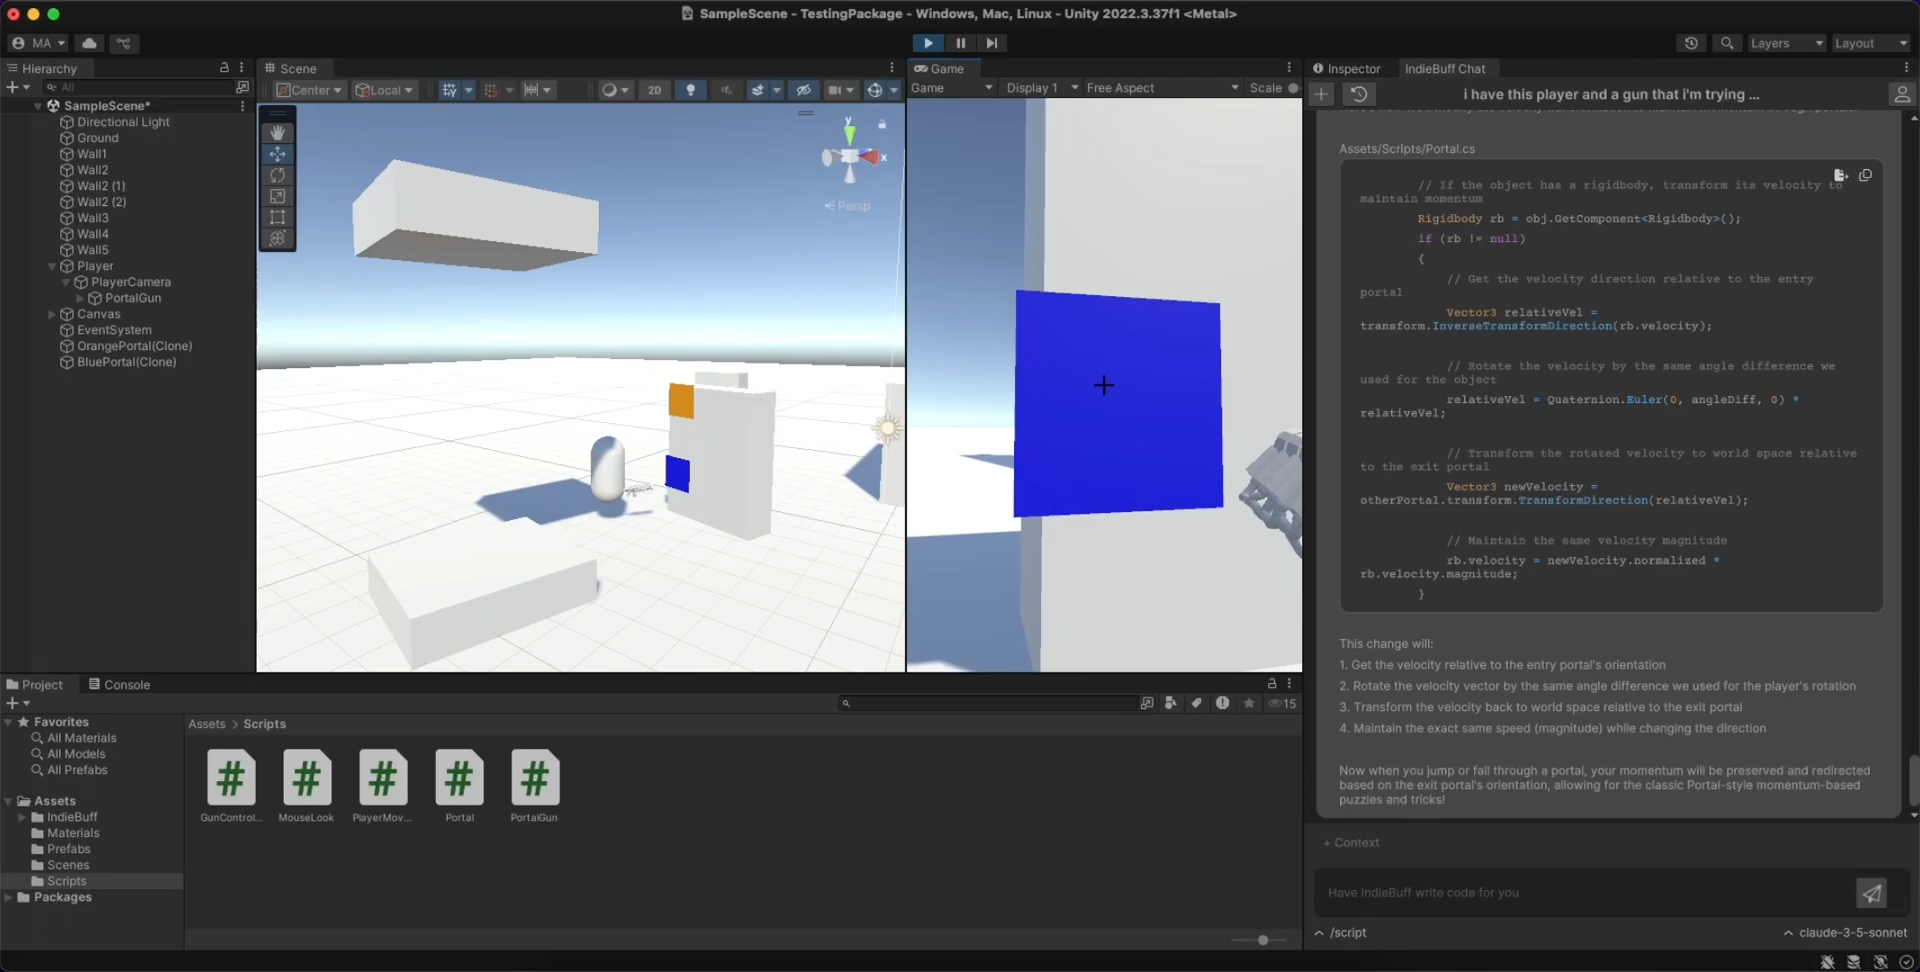 SampleScene - TestingPackage - Windows, Mac, Linux - Unity 2022.3.37f1 <Metal>
MA
Layers
Layout
Hierarchy
All
SampleScene*
Directional Light
Ground
Wall1
Wall2
Wall2 (1)
Wall2 (2)
Wall3
Wall4
Wall5
Player
PlayerCamera
PortalGun
Canvas
EventSystem
OrangePortal(Clone)
BluePortal(Clone)
Scene
Center
Local
2D
y
x
Persp
Game
Game
Display 1
Free Aspect
Scale
Inspector
IndieBuff Chat
i have this player and a gun that i'm trying ...
Assets/Scripts/Portal.cs
// If the object has a rigidbody, transform its velocity to
maintain momentum
Rigidbody rb = obj.GetComponent<Rigidbody>();
if (rb != null)
{
// Get the velocity direction relative to the entry
portal
Vector3 relativeVel =
transform.InverseTransformDirection(rb.velocity);
// Rotate the velocity by the same angle difference we
used for the object
relativeVel = Quaternion.Euler(0, angleDiff, 0) *
relativeVel;
// Transform the rotated velocity to world space relative
to the exit portal
Vector3 newVelocity =
otherPortal.transform.TransformDirection(relativeVel);
// Maintain the same velocity magnitude
rb.velocity = newVelocity.normalized *
rb.velocity.magnitude;
}
This change will:
1. Get the velocity relative to the entry portal's orientation
2. Rotate the velocity vector by the same angle difference we used for the player's rotation
3. Transform the velocity back to world space relative to the exit portal
4. Maintain the exact same speed (magnitude) while changing the direction
Now when you jump or fall through a portal, your momentum will be preserved and redirected
based on the exit portal's orientation, allowing for the classic Portal-style momentum-based
puzzles and tricks!
+ Context
Have IndieBuff write code for you
/script
claude-3-5-sonnet
Project
Console
15
Favorites
All Materials
All Models
All Prefabs
Assets
IndieBuff
Materials
Prefabs
Scenes
Scripts
Packages
Assets > Scripts
GunControl...
MouseLook
PlayerMov...
Portal
PortalGun